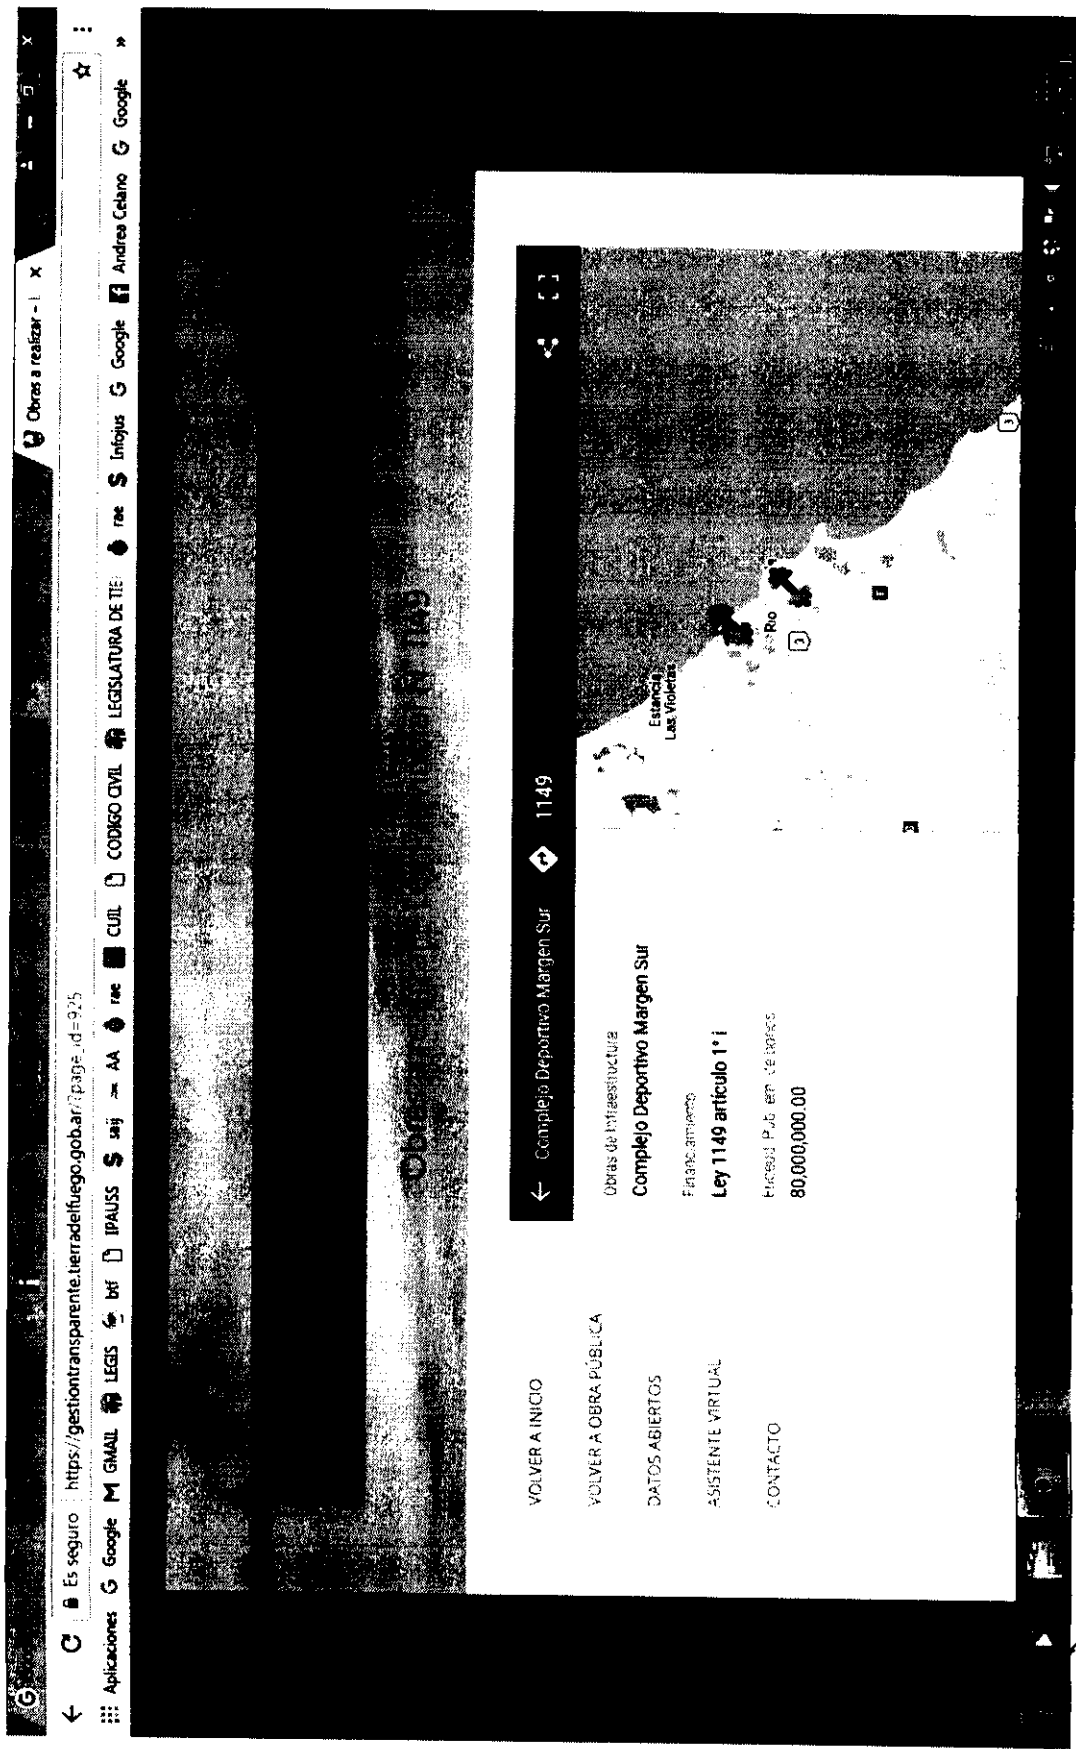 Obras a realizar - I
Es seguro https://gestiontransparente.tierradelfuego.gob.ar/?page_id=925
Aplicaciones Google GMAIL LEGIS btf IPAUSS saij AA rae CUIL CODIGO CIVIL LEGISLATURA DE TIE rae Infojus Google Andrea Celano Google »
1149
VOLVER A INICIO
VOLVER A OBRA PÚBLICA
DATOS ABIERTOS
ASISTENTE VIRTUAL
CONTACTO
Complejo Deportivo Margen Sur 1149
Obras de Infraestructura
Complejo Deportivo Margen Sur
Financiamiento
Ley 1149 artículo 1° i
80,000,000.00
Estancia
Las Violetas
Rio
3
3